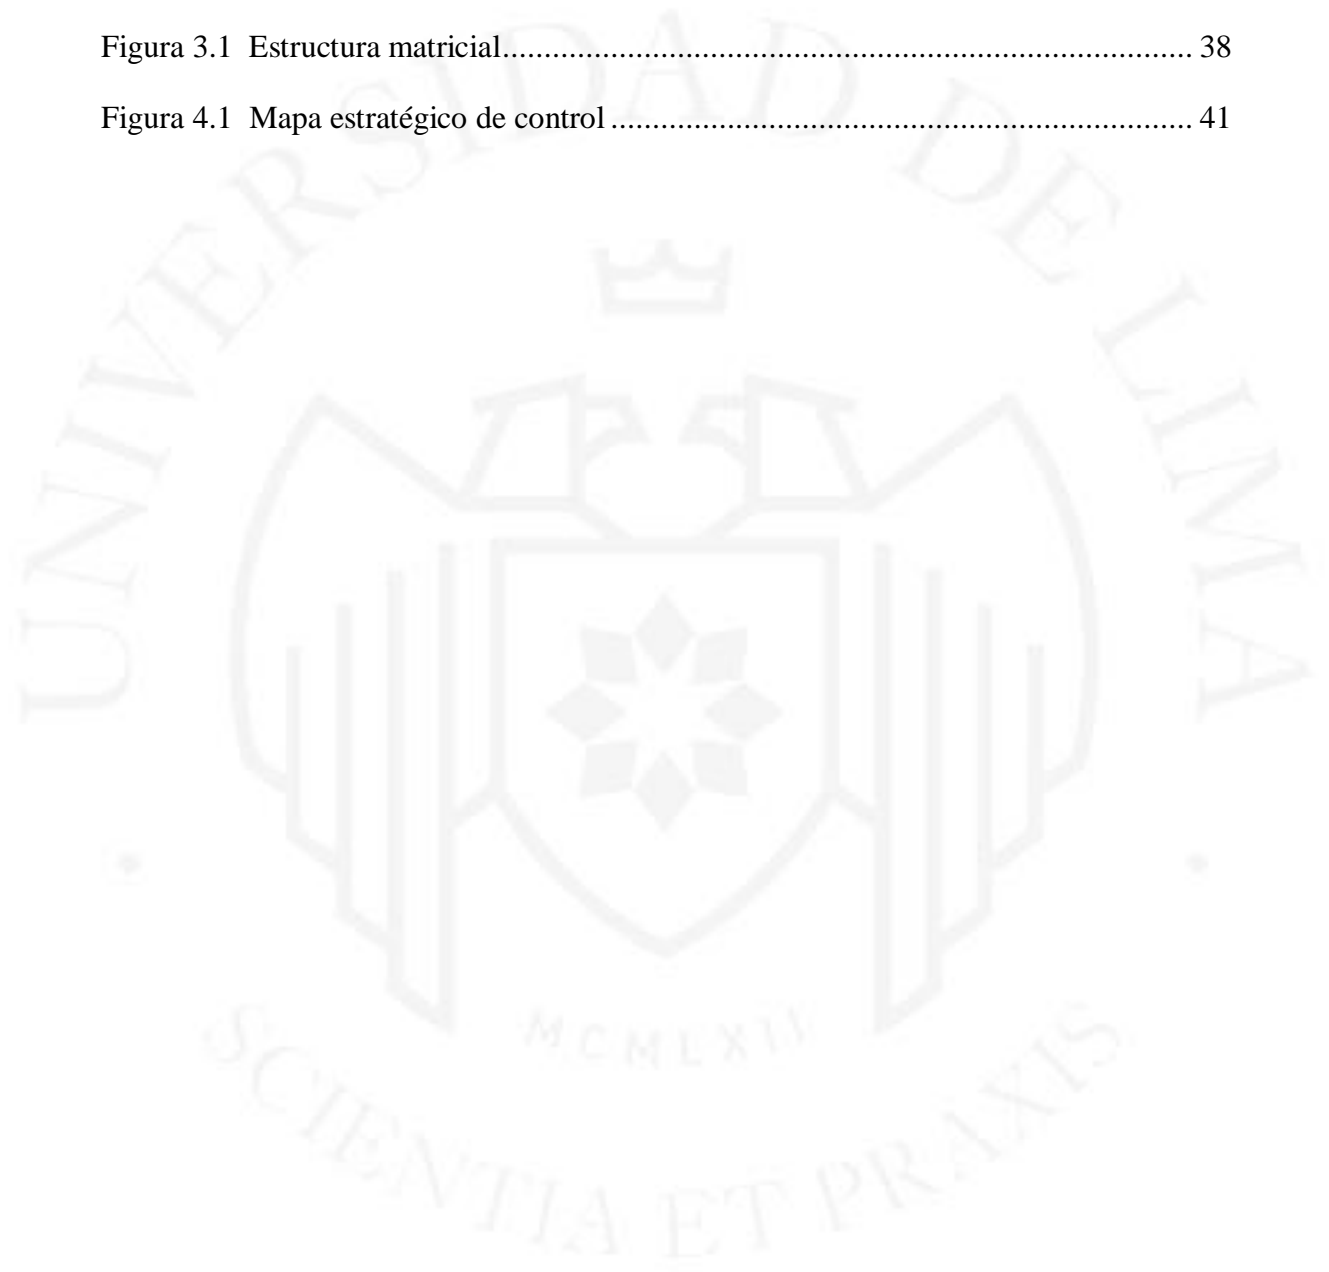 Figura 3.1  Estructura matricial.................................................................................... 38
Figura 4.1  Mapa estratégico de control ...................................................................... 41
UNIVERSIDAD DE LIMA
MCMLXII
SCIENTIA ET PRAXIS